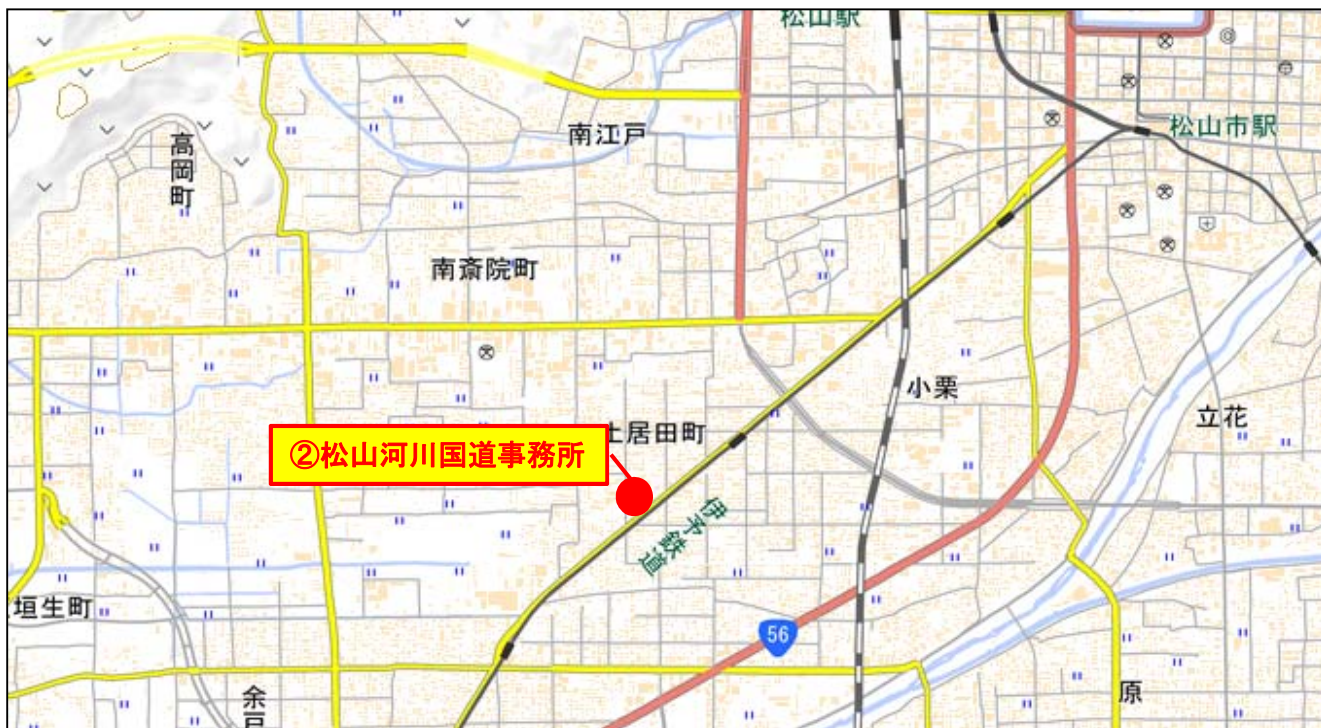 松山駅
松山市駅
南江戸
高岡町
南斎院町
小栗
立花
土居田町
②松山河川国道事務所
伊予鉄道
垣生町
56
余戸
原